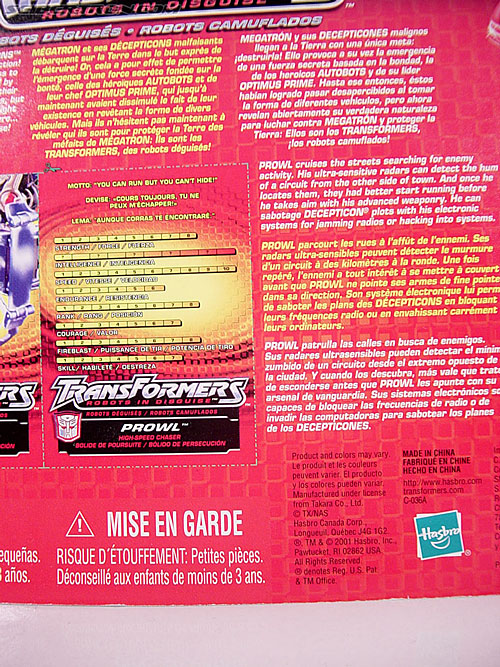 ROBOTS IN DISGUISE
BOTS DÉGUISÉS • ROBOTS CAMUFLADOS
MÉGATRON et ses DÉCEPTICONS malfaisants
débarquent sur la Terre dans le but exprès de
la détruire! Or, cela a pour effet de permettre
l'émergence d'une force secrète fondée sur la
bonté, celle des héroïques AUTOBOTS et de
leur chef OPTIMUS PRIME, qui jusqu'à
maintenant avaient dissimulé le fait de leur
existence en revêtant la forme de divers
véhicules. Mais ils n'hésitent pas maintenant à
révéler qui ils sont pour protéger la Terre des
méfaits de MÉGATRON: Ils sont les
TRANSFORMERS, des robots déguisés!
MEGATRÓN y sus DECEPTICONES malignos
llegan a la Tierra con una única meta:
¡destruirla! Ello provoca a su vez la emergencia
de una fuerza secreta basada en la bondad, la
de los heroicos AUTOBOTS y de su líder
OPTIMUS PRIME. Hasta ese entonces, éstos
habían logrado pasar desapercibidos al tomar
la forma de diferentes vehículos, pero ahora
revelan abiertamente su verdadera naturaleza
para luchar contra MEGATRÓN y proteger la
Tierra: Ellos son los TRANSFORMERS,
¡los robots camuflados!
MOTTO: "YOU CAN RUN BUT YOU CAN'T HIDE!"
DEVISE: «COURS TOUJOURS, TU NE
PEUX M'ÉCHAPPER!»
LEMA: "AUNQUE CORRAS TE ENCONTRARÉ."
STRENGTH / FORCE / FUERZA
INTELLIGENCE / INTELIGENCIA
SPEED / VITESSE / VELOCIDAD
ENDURANCE / RESISTENCIA
RANK / RANG / POSICIÓN
COURAGE / VALOR
FIREBLAST / PUISSANCE DE TIR / POTENCIA DE TIRO
SKILL / HABILETÉ / DESTREZA
TRANSFORMERS
ROBOTS IN DISGUISE
ROBOTS DÉGUISÉS / ROBOTS CAMUFLADOS
PROWL™
HIGH-SPEED CHASER
BOLIDE DE POURSUITE / BÓLIDO DE PERSECUCIÓN
PROWL cruises the streets searching for enemy
activity. His ultra-sensitive radars can detect the hum
of a circuit from the other side of town. And once he
locates them, they had better start running before
he takes aim with his advanced weaponry. He can
sabotage DECEPTICON® plots with his electronic
systems for jamming radios or hacking into systems.
PROWL parcourt les rues à l'affût de l'ennemi. Ses
radars ultra-sensibles peuvent détecter le murmure
d'un circuit à des kilomètres à la ronde. Une fois
repéré, l'ennemi a tout intérêt à se mettre à couvert
avant que PROWL ne pointe ses armes de fine pointe
dans sa direction. Son système électronique lui perm
de saboter les plans des DÉCEPTICONS en bloquant
leurs fréquences radio ou en envahissant carrément
leurs ordinateurs.
PROWL patrulla las calles en busca de enemigos.
Sus radares ultrasensibles pueden detectar el mínim
zumbido de un circuito desde el extremo opuesto de
la ciudad. Y cuando los descubra, más vale que trate
de esconderse antes que PROWL les apunte con su
arsenal de vanguardia. Sus sistemas electrónicos so
capaces de bloquear las frecuencias de radio o de
invadir las computadoras para sabotear los planes
de los DECEPTICONES.
Product and colors may vary.
Le produit et les couleurs
peuvent varier. El producto
y los colores pueden variar.
Manufactured under license
from Takara Co., Ltd.
© TX/NAS
Hasbro Canada Corp.,
Longueuil, Québec J4G 1G2.
®, ™ & © 2001 Hasbro, Inc.,
Pawtucket, RI 02862 USA.
All Rights Reserved.
® denotes Reg. U.S. Pat.
& TM Office.
MADE IN CHINA
FABRIQUÉ EN CHINE
HECHO EN CHINA
http://www.hasbro.com
transformers.com
C-036A
Hasbro
MISE EN GARDE
RISQUE D'ÉTOUFFEMENT: Petites pièces.
Déconseillé aux enfants de moins de 3 ans.
equeñas.
3 años.